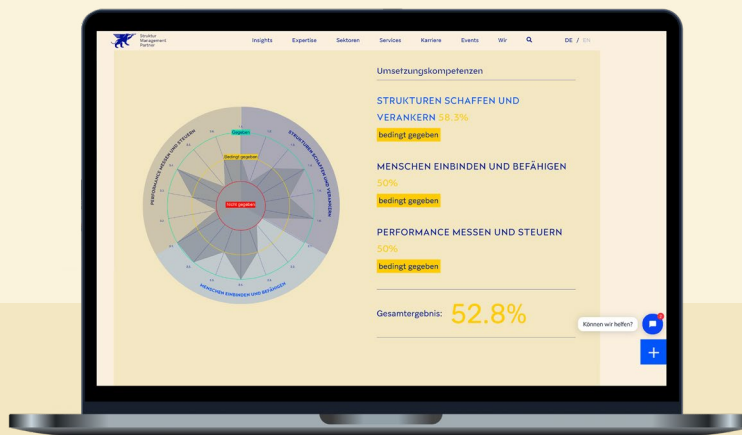 Struktur
Management
Partner
Insights Expertise Sektoren Services Karriere Events Wir DE / EN
Umsetzungskompetenzen
STRUKTUREN SCHAFFEN UND
VERANKERN 58.3%
bedingt gegeben
MENSCHEN EINBINDEN UND BEFÄHIGEN
50%
bedingt gegeben
PERFORMANCE MESSEN UND STEUERN
50%
bedingt gegeben
Gesamtergebnis: 52.8%
PERFORMANCE MESSEN UND STEUERN
STRUKTUREN SCHAFFEN UND VERANKERN
MENSCHEN EINBINDEN UND BEFÄHIGEN
Gegeben
Bedingt gegeben
Nicht gegeben
Können wir helfen?